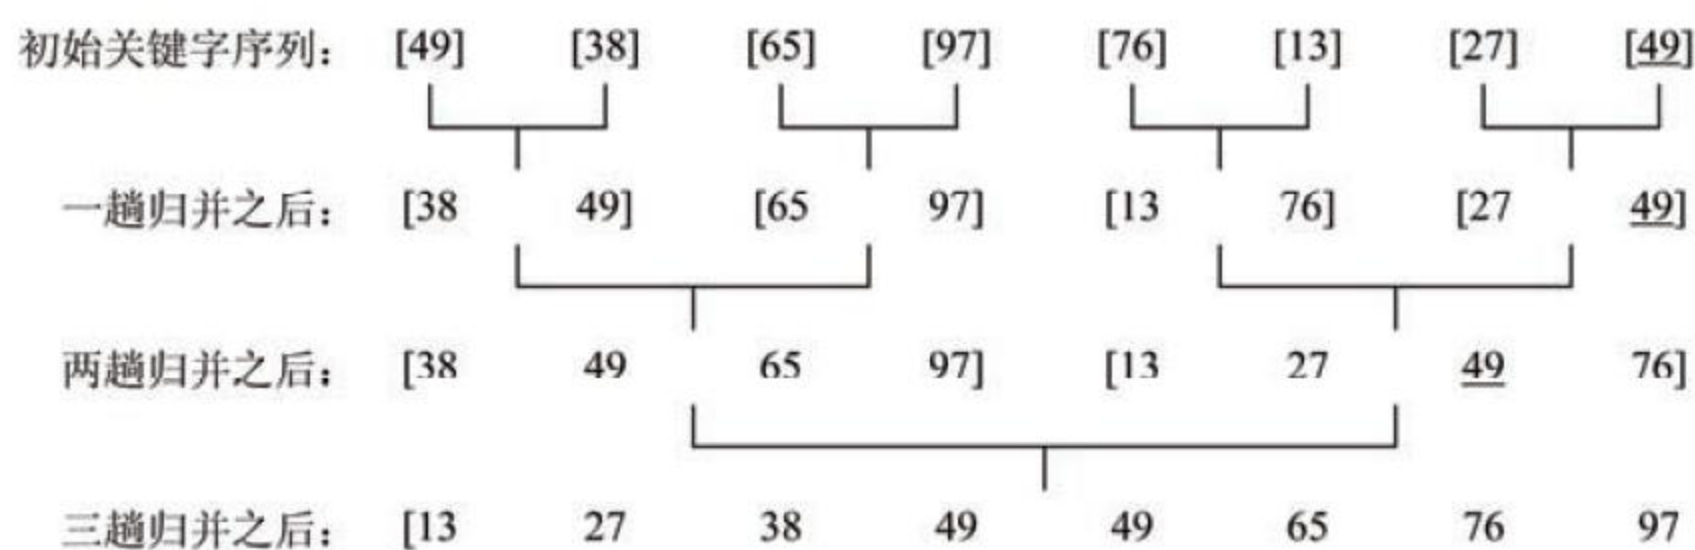 初始关键字序列： [49] [38] [65] [97] [76] [13] [27] [49]
一趟归并之后： [38 49] [65 97] [13 76] [27 49]
两趟归并之后： [38 49 65 97] [13 27 49 76]
三趟归并之后： [13 27 38 49 49 65 76 97